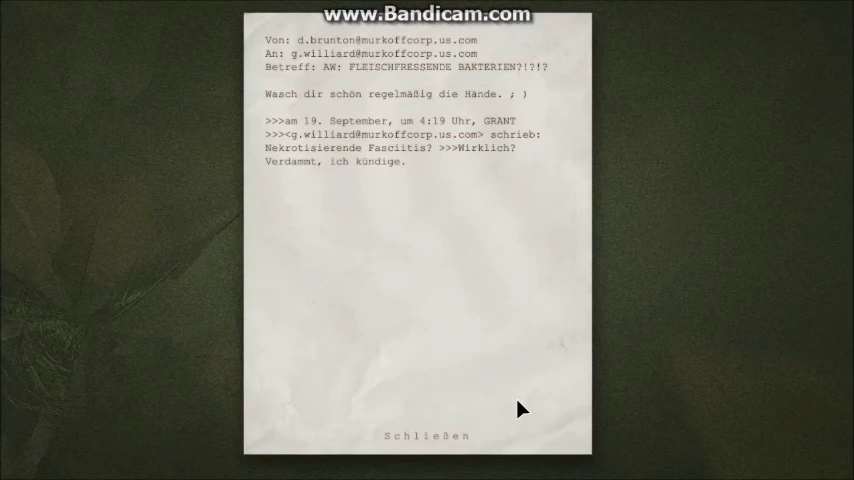 www.Bandicam.com
Von: d.brunton@murkoffcorp.us.com
An: g.williard@murkoffcorp.us.com
Betreff: AW: FLEISCHFRESSENDE BAKTERIEN?!?!?
Wasch dir schön regelmäßig die Hände. ; )
>>>am 19. September, um 4:19 Uhr, GRANT
>>><g.williard@murkoffcorp.us.com> schrieb:
Nekrotisierende Fasciitis? >>>Wirklich?
Verdammt, ich kündige.
Schließen